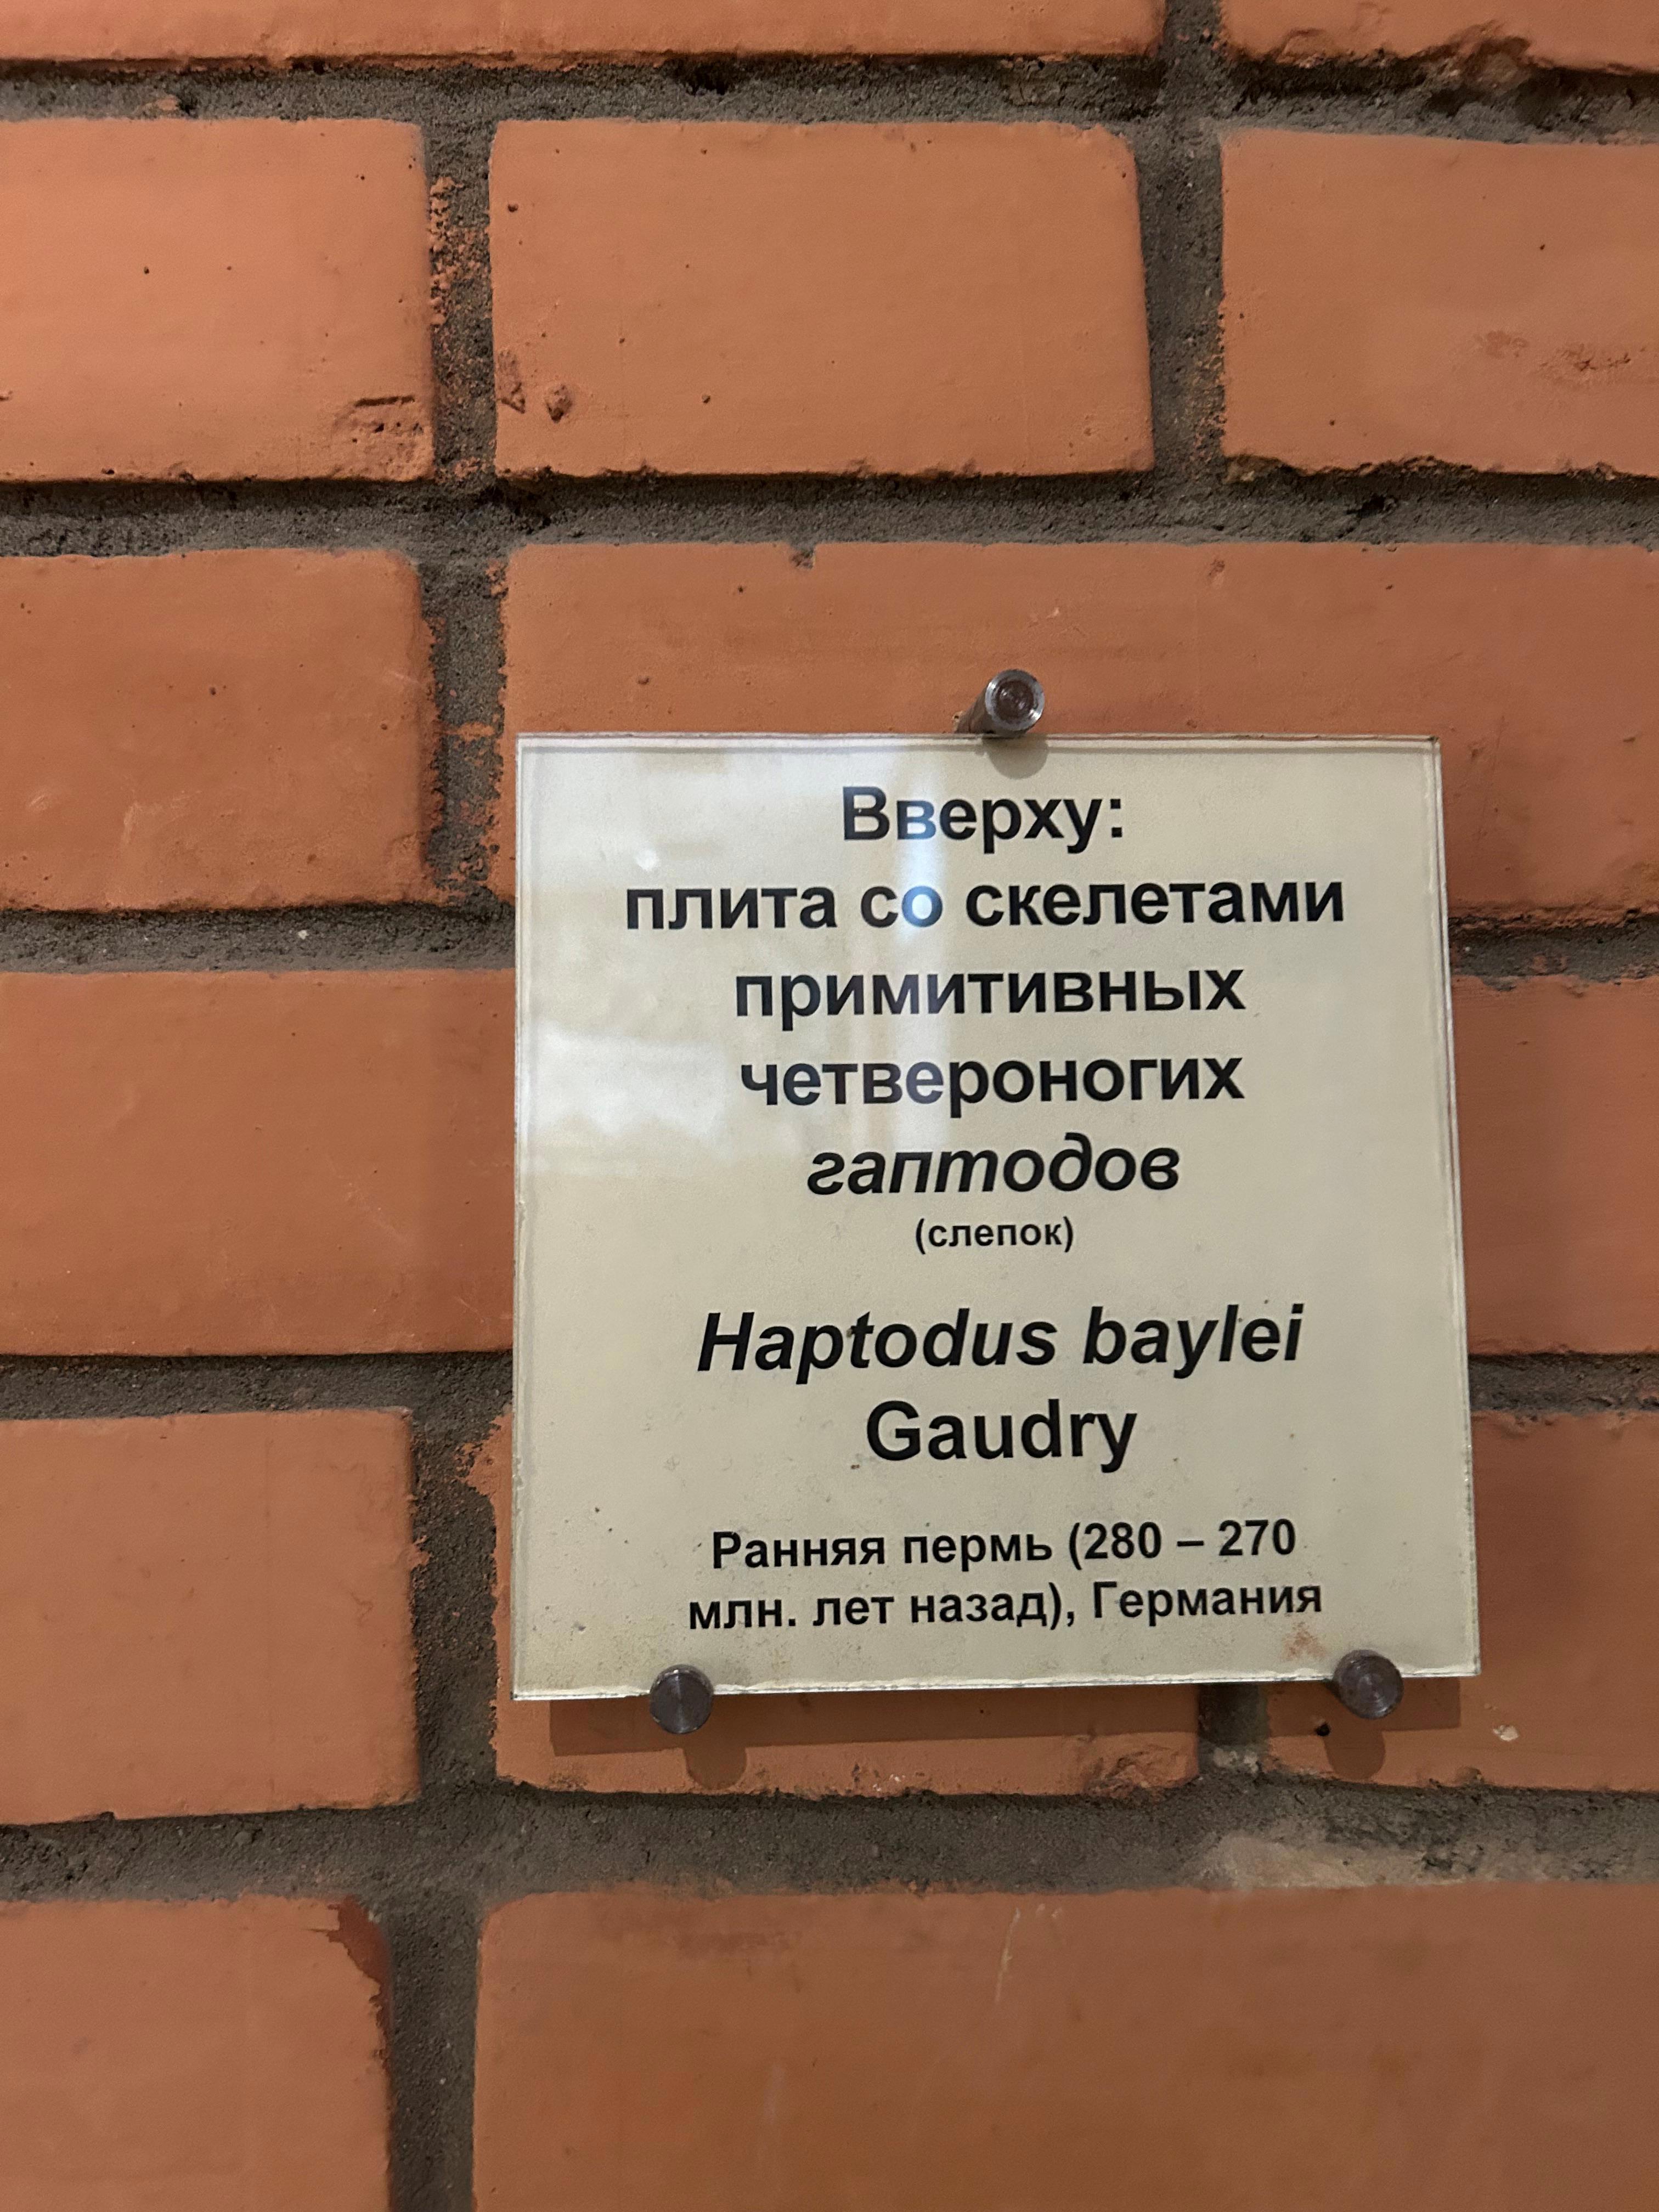 Вверху:
плита со скелетами
примитивных
четвероногих
гаптодов
(слепок)
Haptodus baylei
Gaudry
Ранняя пермь (280 – 270
млн. лет назад), Германия